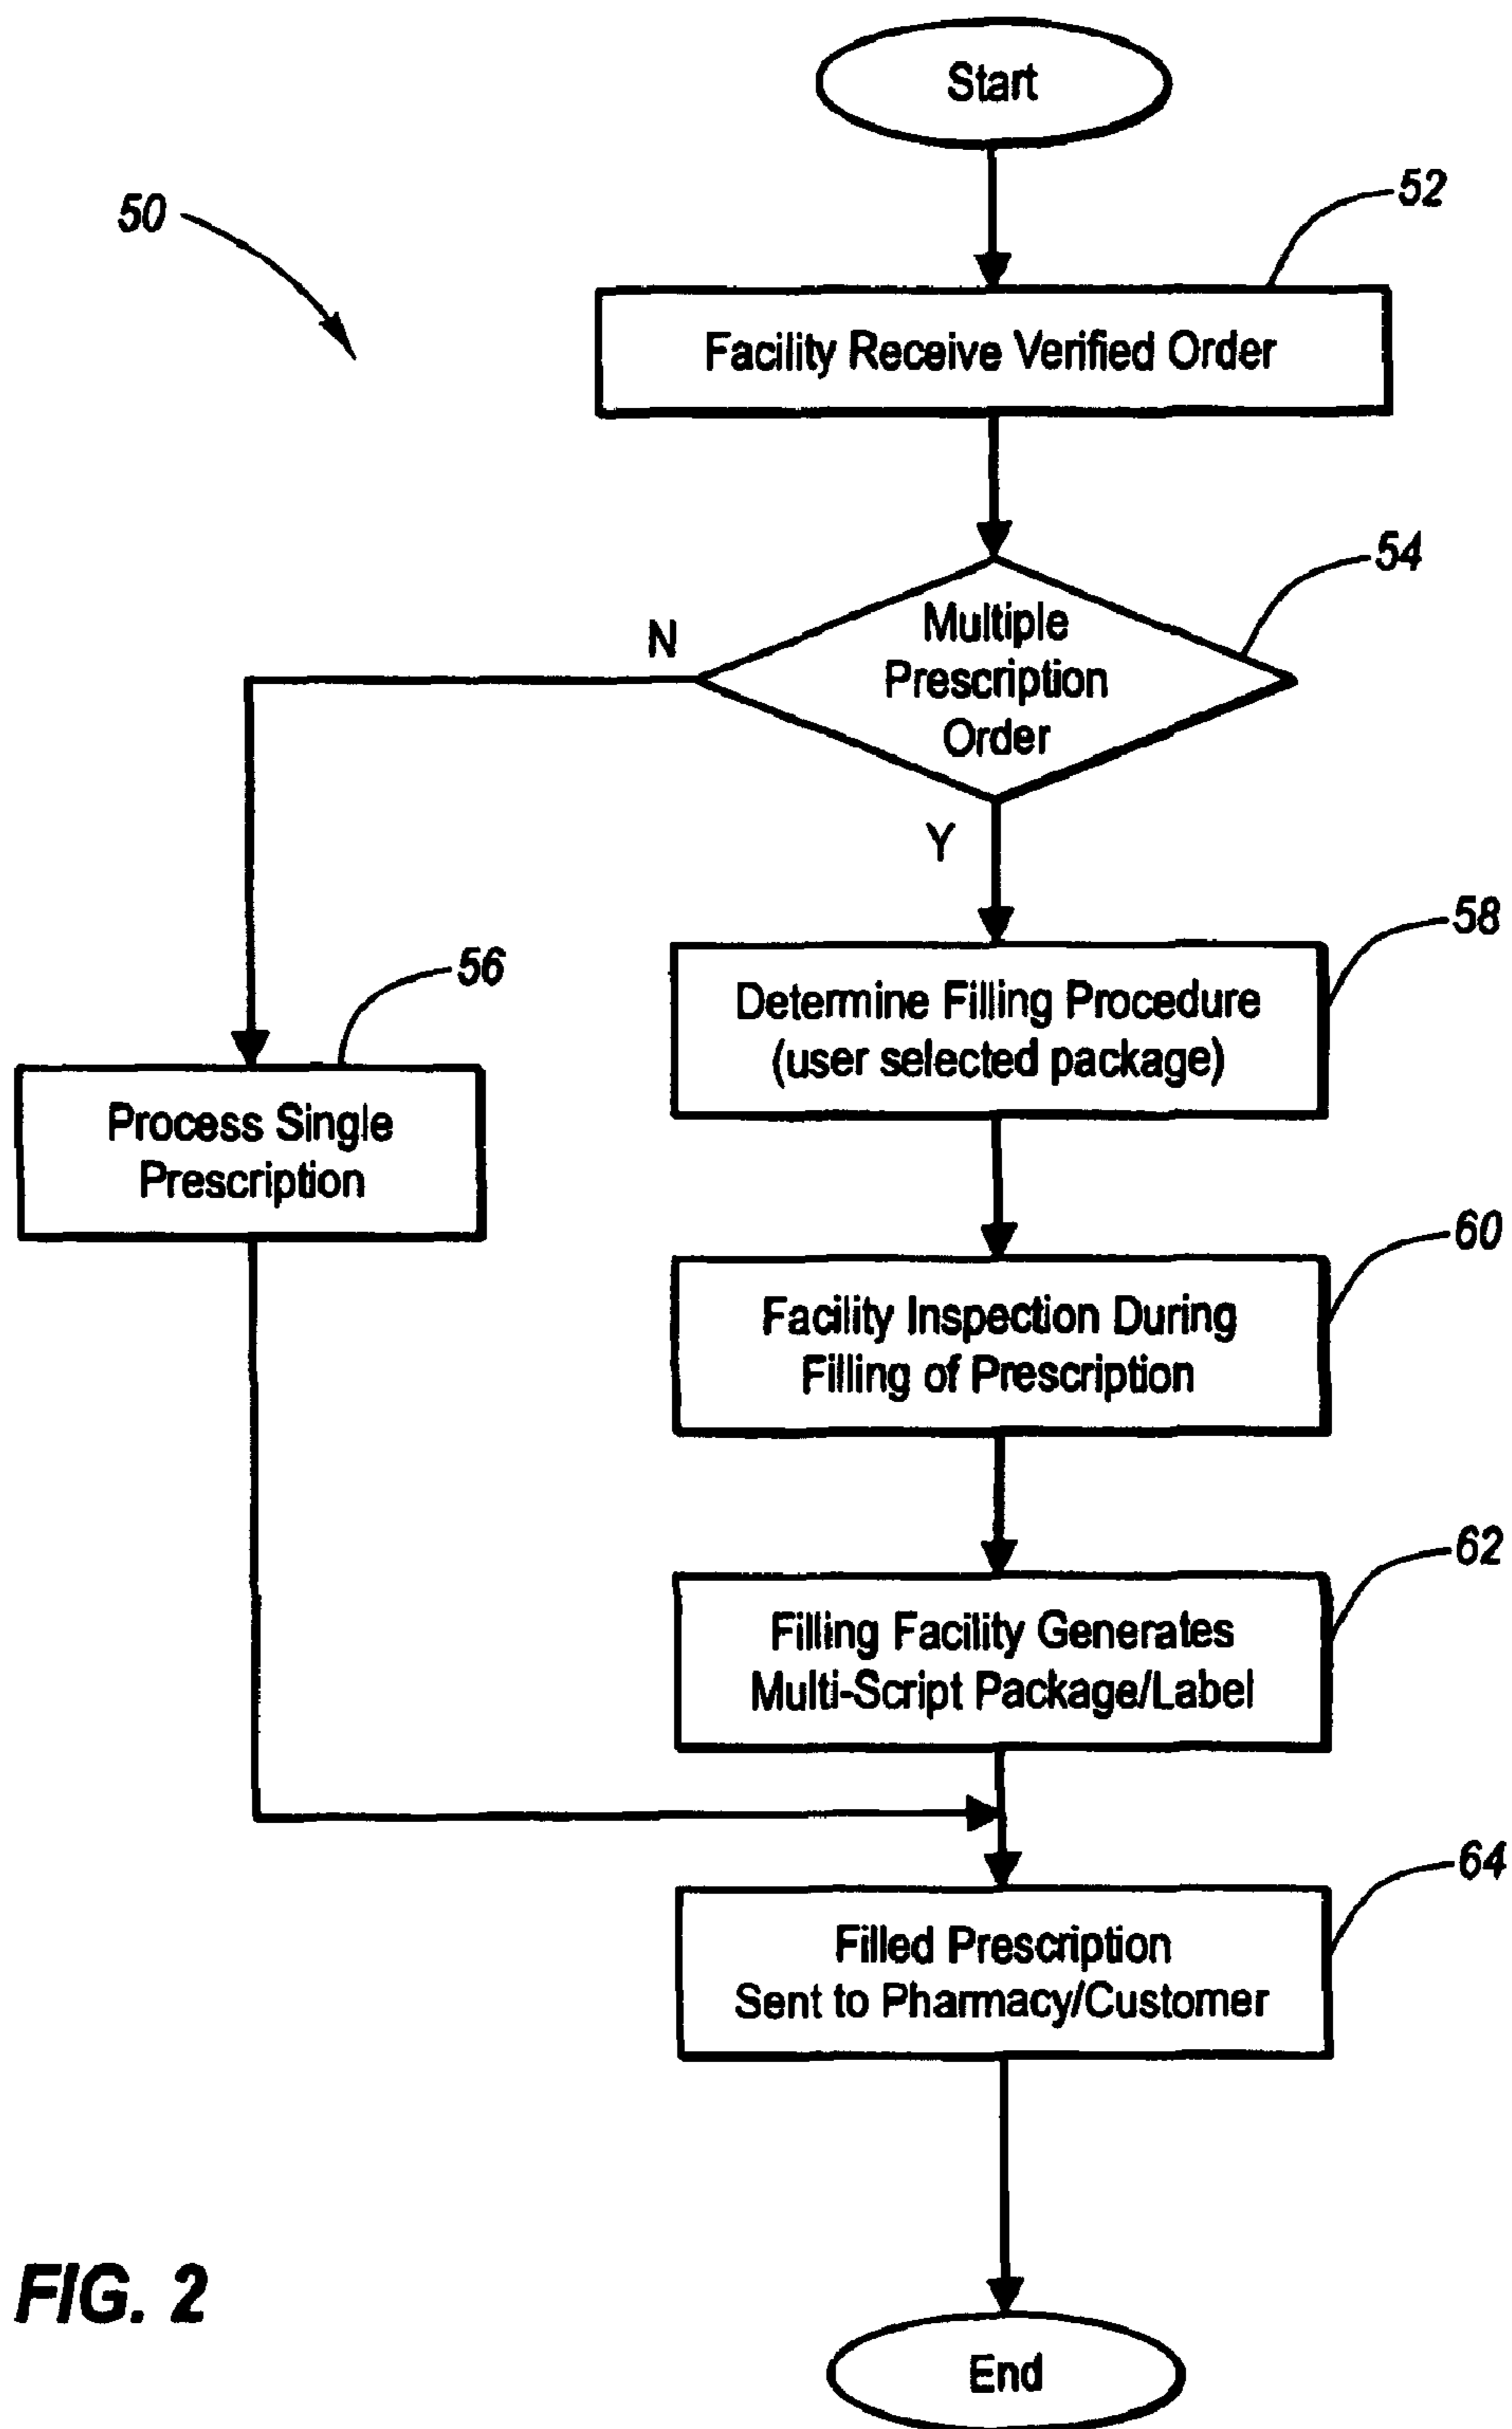 Start
50
52
Facility Receive Verified Order
54
N
Multiple
Prescription
Order
Y
58
Determine Filling Procedure
(user selected package)
56
Process Single
Prescription
60
Facility Inspection During
Filling of Prescription
62
Filling Facility Generates
Multi-Script Package/Label
64
Filled Prescription
Sent to Pharmacy/Customer
FIG. 2
End